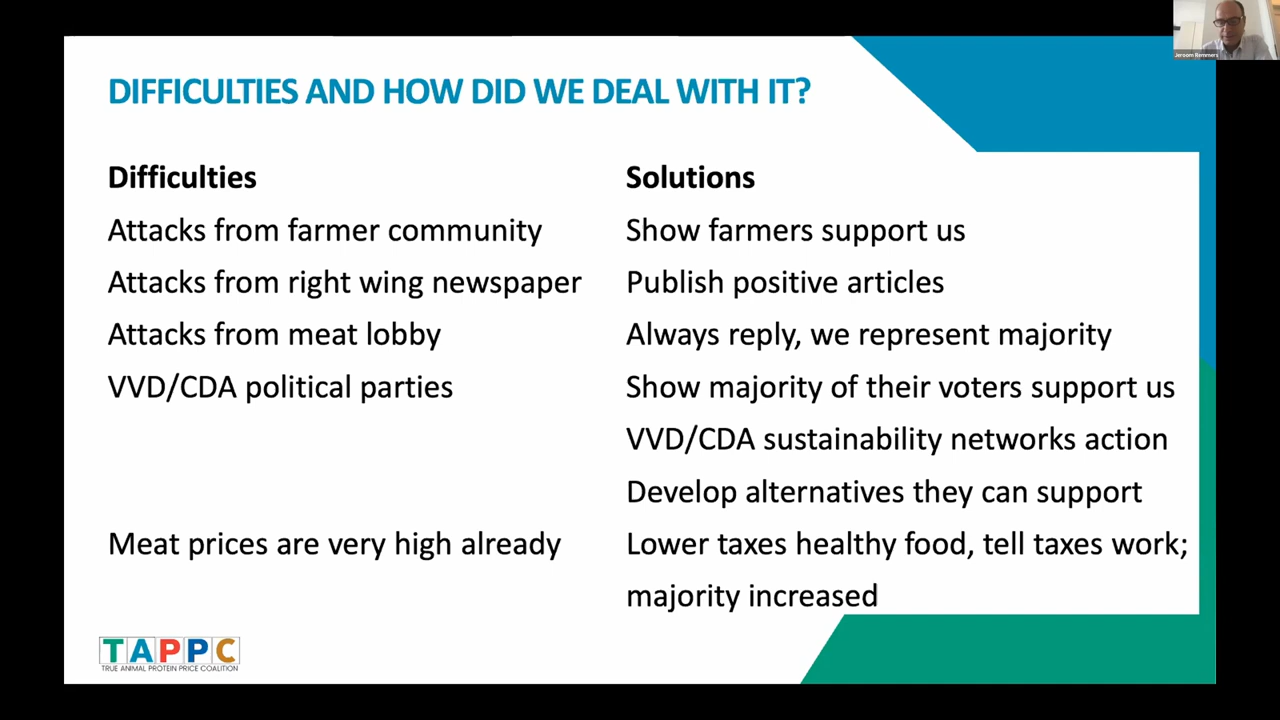 Jeroom Remmers
DIFFICULTIES AND HOW DID WE DEAL WITH IT?
Difficulties
Solutions
Attacks from farmer community
Show farmers support us
Attacks from right wing newspaper
Publish positive articles
Attacks from meat lobby
Always reply, we represent majority
VVD/CDA political parties
Show majority of their voters support us
VVD/CDA sustainability networks action
Develop alternatives they can support
Meat prices are very high already
Lower taxes healthy food, tell taxes work;
majority increased
TAPPC
TRUE ANIMAL PROTEIN PRICE COALITION